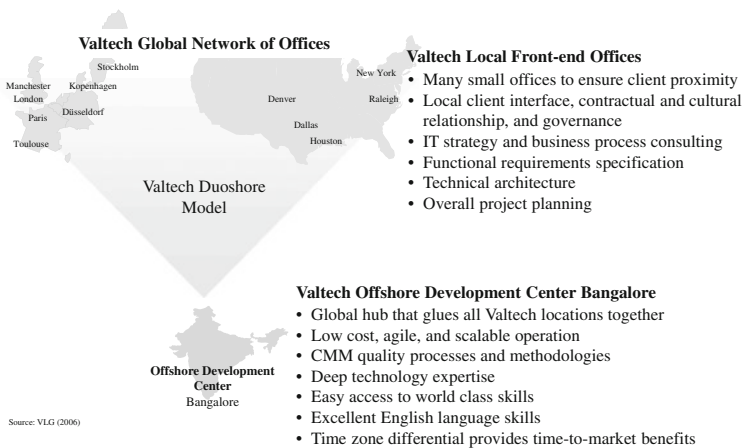 Valtech Global Network of Offices
Stockholm
Manchester
Kopenhagen
London
Düsseldorf
Paris
Toulouse
New York
Denver
Raleigh
Dallas
Houston
Valtech Duoshore
Model
Valtech Local Front-end Offices
• Many small offices to ensure client proximity
• Local client interface, contractual and cultural
relationship, and governance
• IT strategy and business process consulting
• Functional requirements specification
• Technical architecture
• Overall project planning
Valtech Offshore Development Center Bangalore
• Global hub that glues all Valtech locations together
• Low cost, agile, and scalable operation
• CMM quality processes and methodologies
• Deep technology expertise
• Easy access to world class skills
• Excellent English language skills
• Time zone differential provides time-to-market benefits
Offshore Development
Center
Bangalore
Source: VLG (2006)